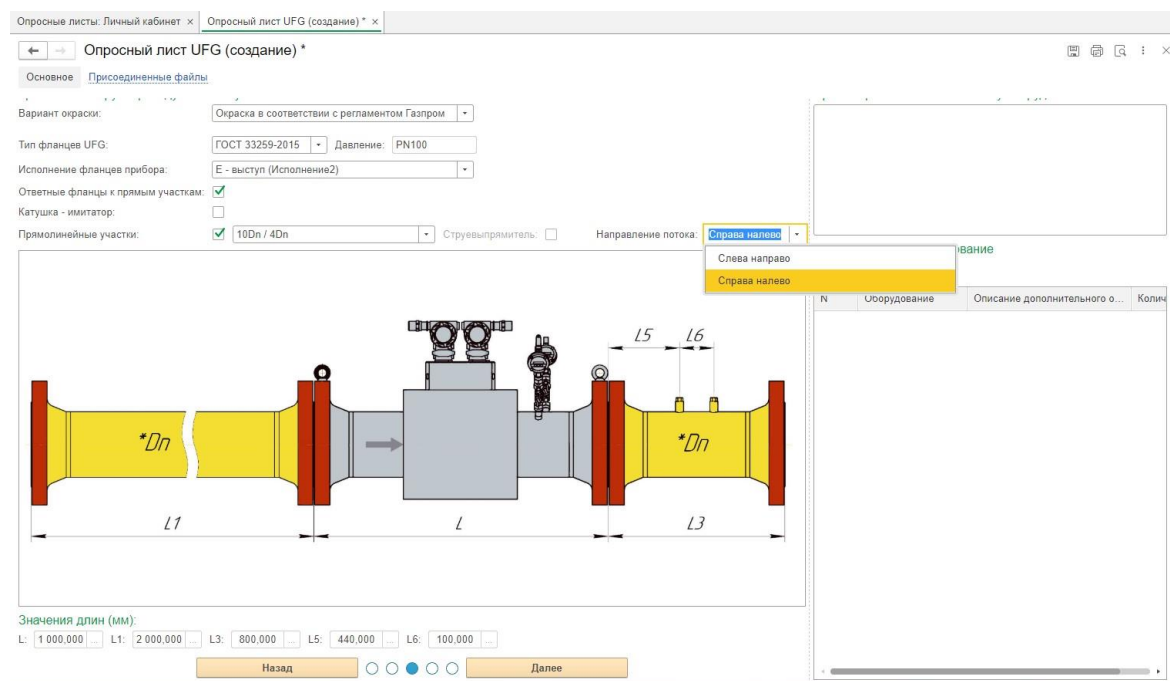 Опросные листы: Личный кабинет ×
Опросный лист UFG (создание) * ×
Опросный лист UFG (создание) *
Основное Присоединенные файлы
Вариант окраски: Окраска в соответствии с регламентом Газпром
Тип фланцев UFG: ГОСТ 33259-2015 Давление: PN100
Исполнение фланцев прибора: E - выступ (Исполнение2)
Ответные фланцы к прямым участкам:
Катушка - имитатор:
Прямолинейные участки: 10Dn / 4Dn Струевыпрямитель: Направление потока: Справа налево
Слева направо
Справа налево
N Оборудование Описание дополнительного о... Колич
L5 L6
*Dn *Dn
L1 L L3
Значения длин (мм):
L: 1 000,000 ... L1: 2 000,000 ... L3: 800,000 ... L5: 440,000 ... L6: 100,000 ...
Назад Далее